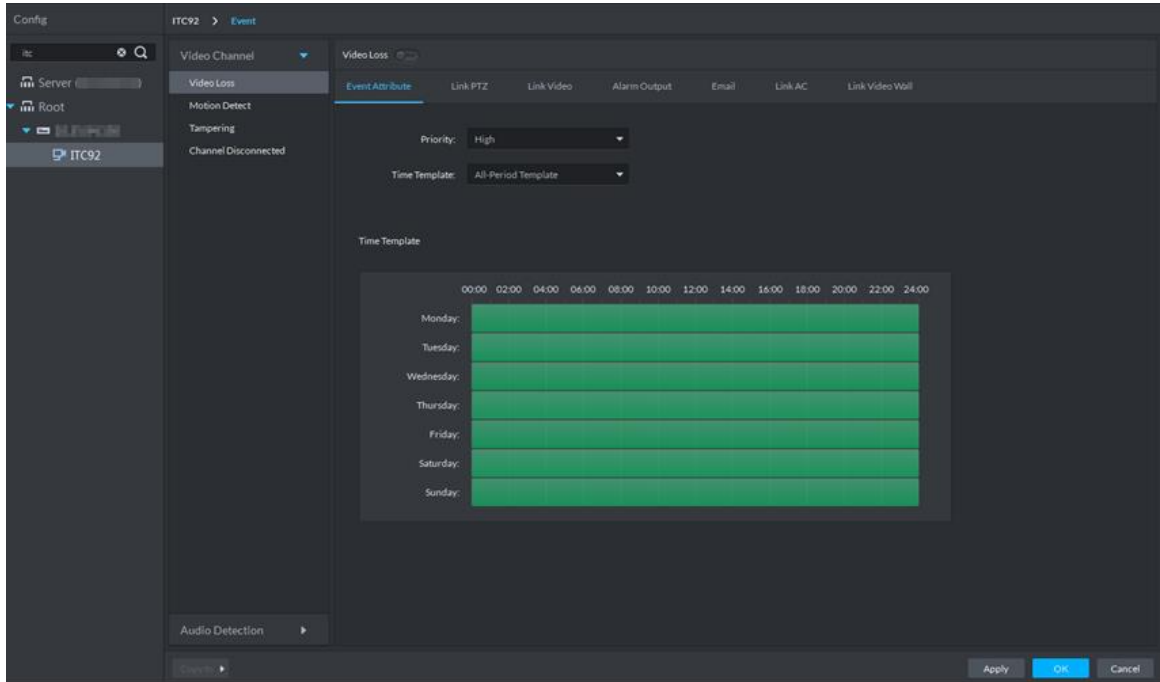 Config
ITC92 > Event
itc
Server (
)
Root
ITC92
Video Channel
Video Loss
Motion Detect
Tampering
Channel Disconnected
Audio Detection
Video Loss
Event Attribute Link PTZ Link Video Alarm Output Email Link AC Link Video Wall
Priority: High
Time Template: All-Period Template
Time Template
00:00 02:00 04:00 06:00 08:00 10:00 12:00 14:00 16:00 18:00 20:00 22:00 24:00
Monday:
Tuesday:
Wednesday:
Thursday:
Friday:
Saturday:
Sunday:
Apply OK Cancel